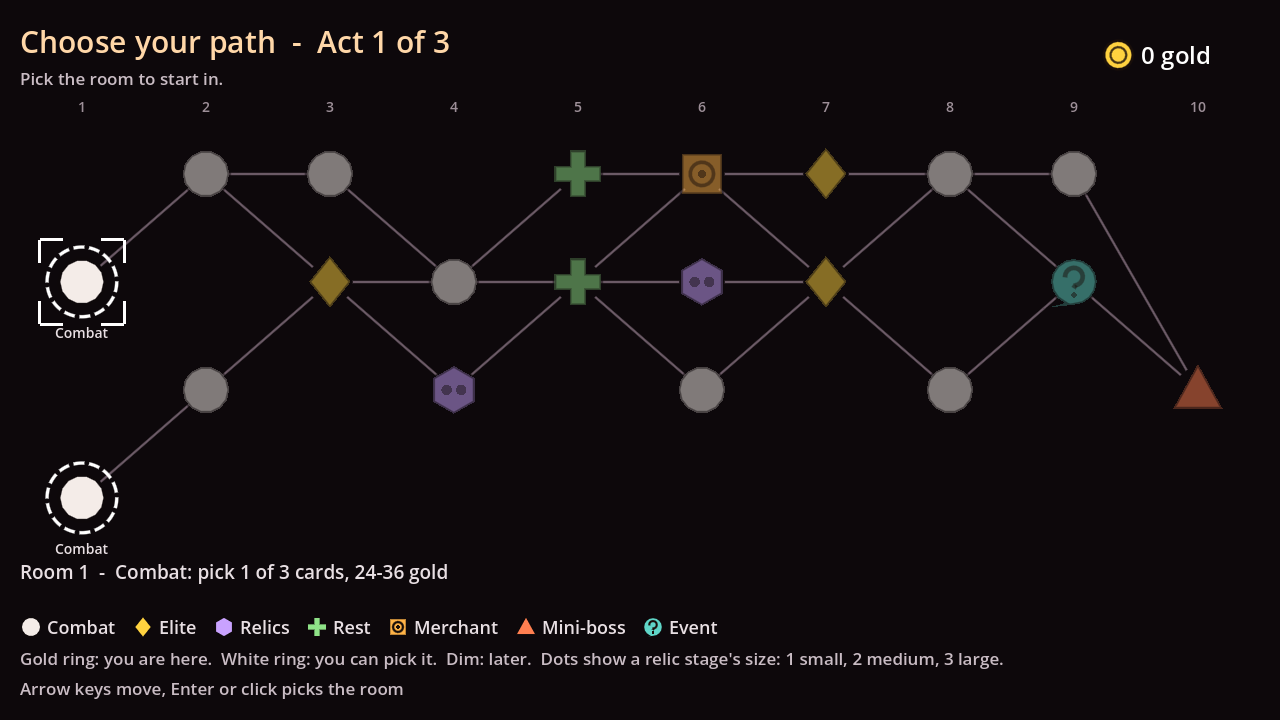 Choose your path  -  Act 1 of 3
0 gold
Pick the room to start in.
1 2 3 4 5 6 7 8 9 10
Combat
Combat
Room 1  -  Combat: pick 1 of 3 cards, 24-36 gold
Combat Elite Relics Rest Merchant Mini-boss Event
Gold ring: you are here.  White ring: you can pick it.  Dim: later.  Dots show a relic stage's size: 1 small, 2 medium, 3 large.
Arrow keys move, Enter or click picks the room